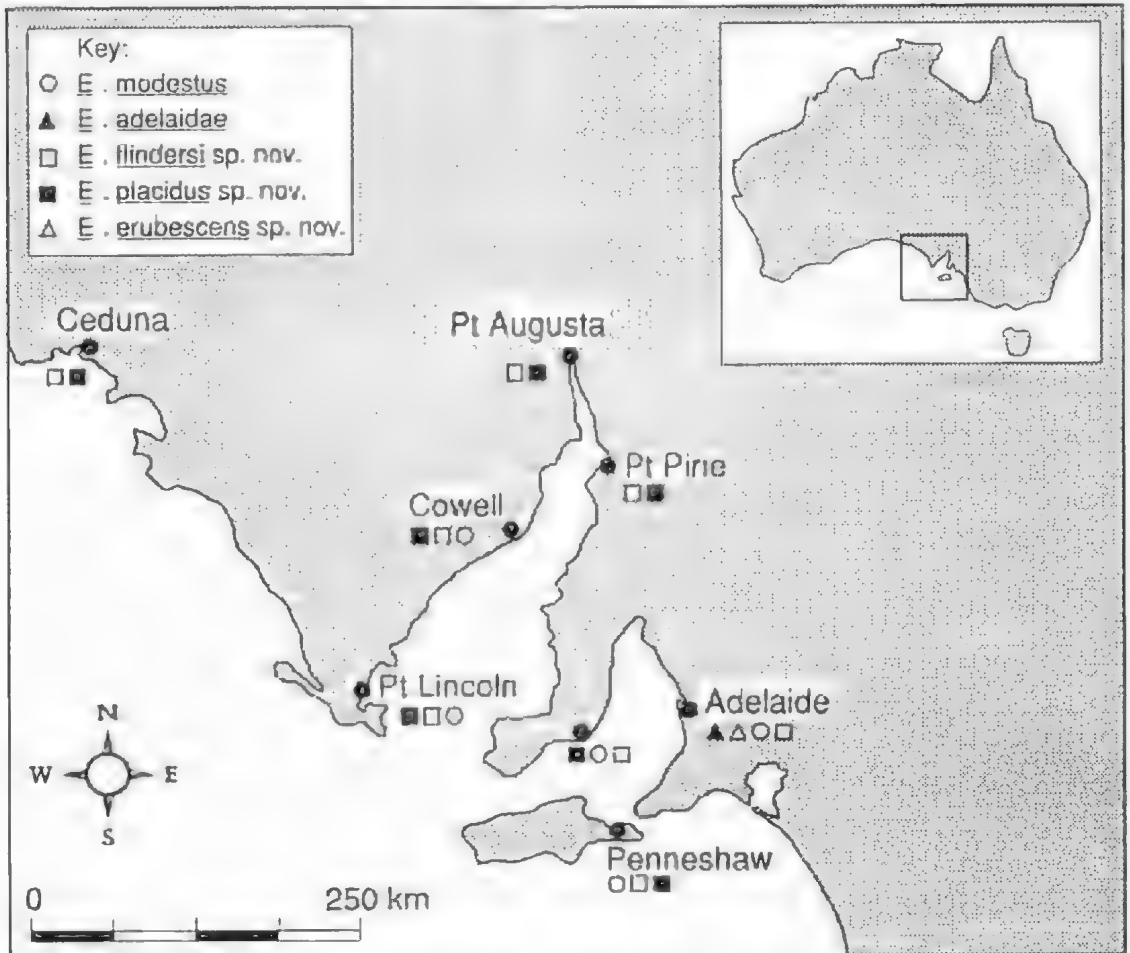 Key:
E. modestus
E. adelaidae
E. flindersi sp. nov.
E. placidus sp. nov.
E. erubescens sp. nov.
Ceduna
Pt Augusta
Pt Pirie
Cowell
Pt Lincoln
Adelaide
N
W E
S
Penneshaw
0 250 km